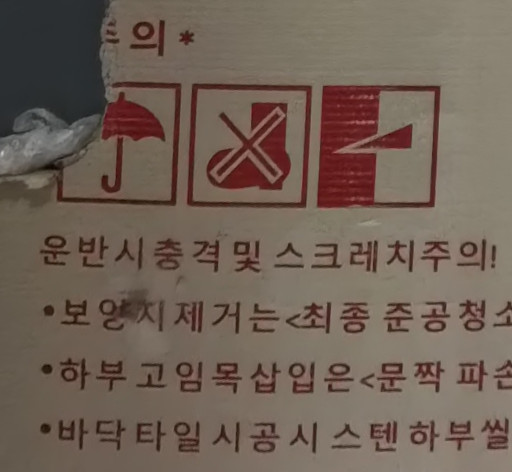 의*
운반시충격및 스크레치주의!
•보양지제거는<최종 준공청소
•하부고임목삽입은<문짝 파손
•바닥타일시공시 스텐하부씰